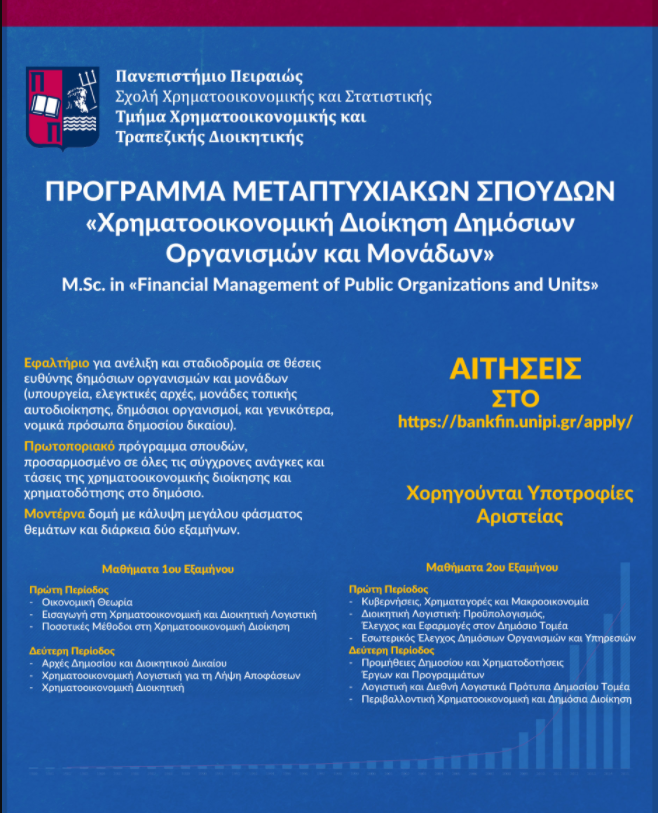 Πανεπιστήμιο Πειραιώς
Σχολή Χρηματοοικονομικής και Στατιστικής
Τμήμα Χρηματοοικονομικής και
Τραπεζικής Διοικητικής
ΠΡΟΓΡΑΜΜΑ ΜΕΤΑΠΤΥΧΙΑΚΩΝ ΣΠΟΥΔΩΝ
«Χρηματοοικονομική Διοίκηση Δημόσιων
Οργανισμών και Μονάδων»
M.Sc. in «Financial Management of Public Organizations and Units»
Εφαλτήριο για ανέλιξη και σταδιοδρομία σε θέσεις
ευθύνης δημόσιων οργανισμών και μονάδων
(υπουργεία, ελεγκτικές αρχές, μονάδες τοπικής
αυτοδιοίκησης, δημόσιοι οργανισμοί, και γενικότερα,
νομικά πρόσωπα δημοσίου δικαίου).
Πρωτοποριακό πρόγραμμα σπουδών,
προσαρμοσμένο σε όλες τις σύγχρονες ανάγκες και
τάσεις της χρηματοοικονομικής διοίκησης και
χρηματοδότησης στο δημόσιο.
Μοντέρνα δομή με κάλυψη μεγάλου φάσματος
θεμάτων και διάρκεια δύο εξαμήνων.
ΑΙΤΗΣΕΙΣ
ΣΤΟ
https://bankfin.unipi.gr/apply/
Χορηγούνται Υποτροφίες
Αριστείας
Μαθήματα 1ου Εξαμήνου
Πρώτη Περίοδος
- Οικονομική Θεωρία
- Εισαγωγή στη Χρηματοοικονομική και Διοικητική Λογιστική
- Ποσοτικές Μέθοδοι στη Χρηματοοικονομική Διοίκηση
Δεύτερη Περίοδος
- Αρχές Δημοσίου και Διοικητικού Δικαίου
- Χρηματοοικονομική Λογιστική για τη Λήψη Αποφάσεων
- Χρηματοοικονομική Διοικητική
Μαθήματα 2ου Εξαμήνου
Πρώτη Περίοδος
- Κυβερνήσεις, Χρηματαγορές και Μακροοικονομία
- Διοικητική Λογιστική: Προϋπολογισμός,
Έλεγχος και Εφαρμογές στον Δημόσιο Τομέα
- Εσωτερικός Έλεγχος Δημόσιων Οργανισμών και Υπηρεσιών
Δεύτερη Περίοδος
- Προμήθειες Δημοσίου και Χρηματοδοτήσεις
Έργων και Προγραμμάτων
- Λογιστική και Διεθνή Λογιστικά Πρότυπα Δημοσίου Τομέα
- Περιβαλλοντική Χρηματοοικονομική και Δημόσια Διοίκηση